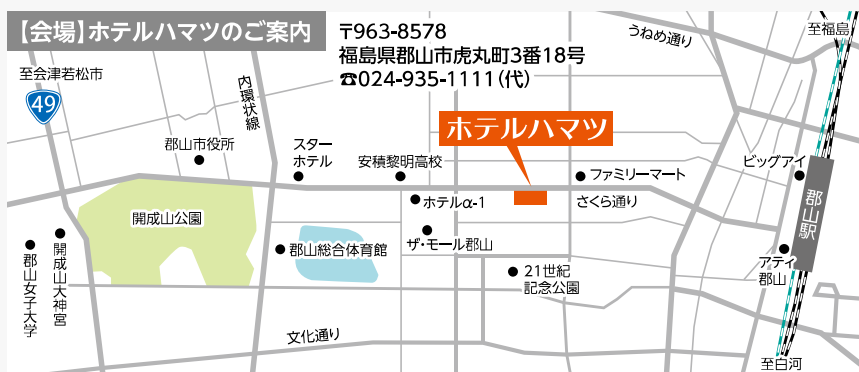 【会場】ホテルハマツのご案内
〒963-8578
福島県郡山市虎丸町3番18号
☎024-935-1111(代)
うねめ通り
至福島
至会津若松市
49
内環状線
郡山市役所
スター
ホテル
安積黎明高校
ホテルハマツ
ファミリーマート
ビッグアイ
郡山駅
開成山公園
ホテルα-1
さくら通り
郡山女子大学
開成山大神宮
郡山総合体育館
ザ・モール郡山
21世紀
記念公園
アティ
郡山
文化通り
至白河